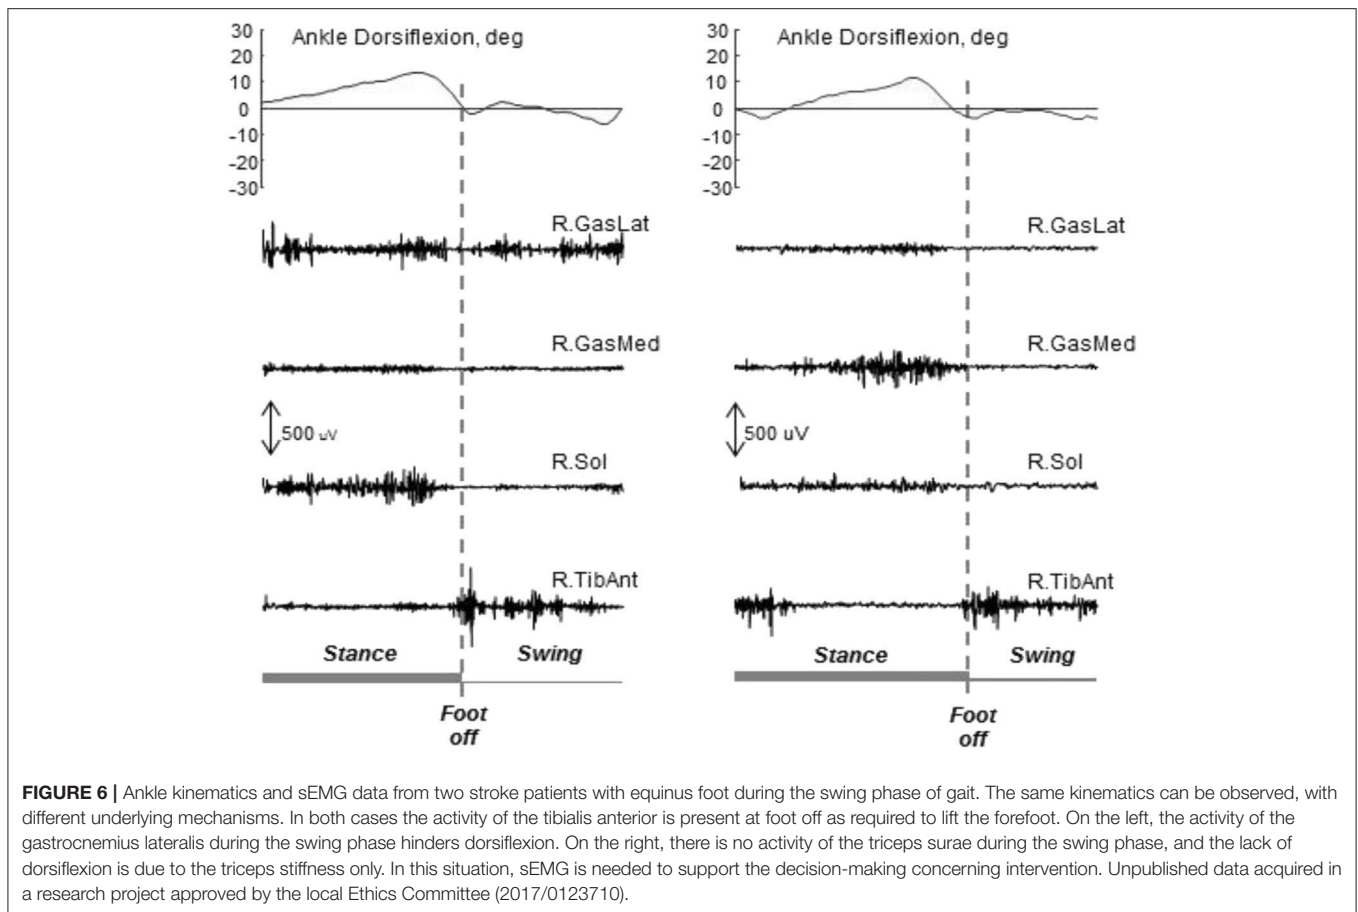 30
20
10
0
-10
-20
-30
Ankle Dorsiflexion, deg
R.GasLat
R.GasMed
500 uV
R.Sol
R.TibAnt
Stance
Swing
Foot
off
30
20
10
0
-10
-20
-30
Ankle Dorsiflexion, deg
R.GasLat
R.GasMed
500 uV
R.Sol
R.TibAnt
Stance
Swing
Foot
off
FIGURE 6 | Ankle kinematics and sEMG data from two stroke patients with equinus foot during the swing phase of gait. The same kinematics can be observed, with
different underlying mechanisms. In both cases the activity of the tibialis anterior is present at foot off as required to lift the forefoot. On the left, the activity of the
gastrocnemius lateralis during the swing phase hinders dorsiflexion. On the right, there is no activity of the triceps surae during the swing phase, and the lack of
dorsiflexion is due to the triceps stiffness only. In this situation, sEMG is needed to support the decision-making concerning intervention. Unpublished data acquired in
a research project approved by the local Ethics Committee (2017/0123710).